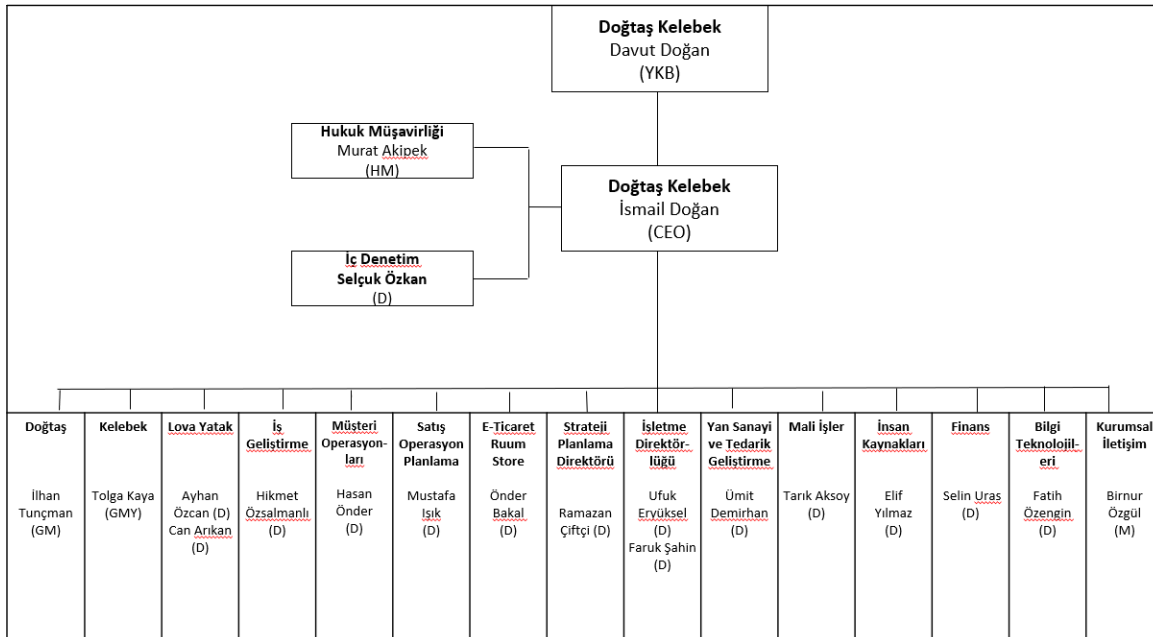 Doğtaş Kelebek
Davut Doğan
(YKB)
Hukuk Müşavirliği
Murat Akipek
(HM)
Doğtaş Kelebek
İsmail Doğan
(CEO)
İç Denetim
Selçuk Özkan
(D)
Doğtaş
İlhan
Tunçman
(GM)
Kelebek
Tolga Kaya
(GMY)
Lova Yatak
Ayhan
Özcan (D)
Can Arıkan
(D)
İş
Geliştirme
Hikmet
Özsalmanlı
(D)
Müşteri
Operasyon-
ları
Hasan
Önder
(D)
Satış
Operasyon
Planlama
Mustafa
Işık
(D)
E-Ticaret
Ruum
Store
Önder
Bakal
(D)
Strateji
Planlama
Direktörü
Ramazan
Çiftçi (D)
İşletme
Direktör-
lüğü
Ufuk
Eryüksel
(D)
Faruk Şahin
(D)
Yan Sanayi
ve Tedarik
Geliştirme
Ümit
Demirhan
(D)
Mali İşler
Tarık Aksoy
(D)
İnsan
Kaynakları
Elif
Yılmaz
(D)
Finans
Selin Uras
(D)
Bilgi
Teknolojil-
eri
Fatih
Özengin
(D)
Kurumsal
İletişim
Birnur
Özgül
(M)